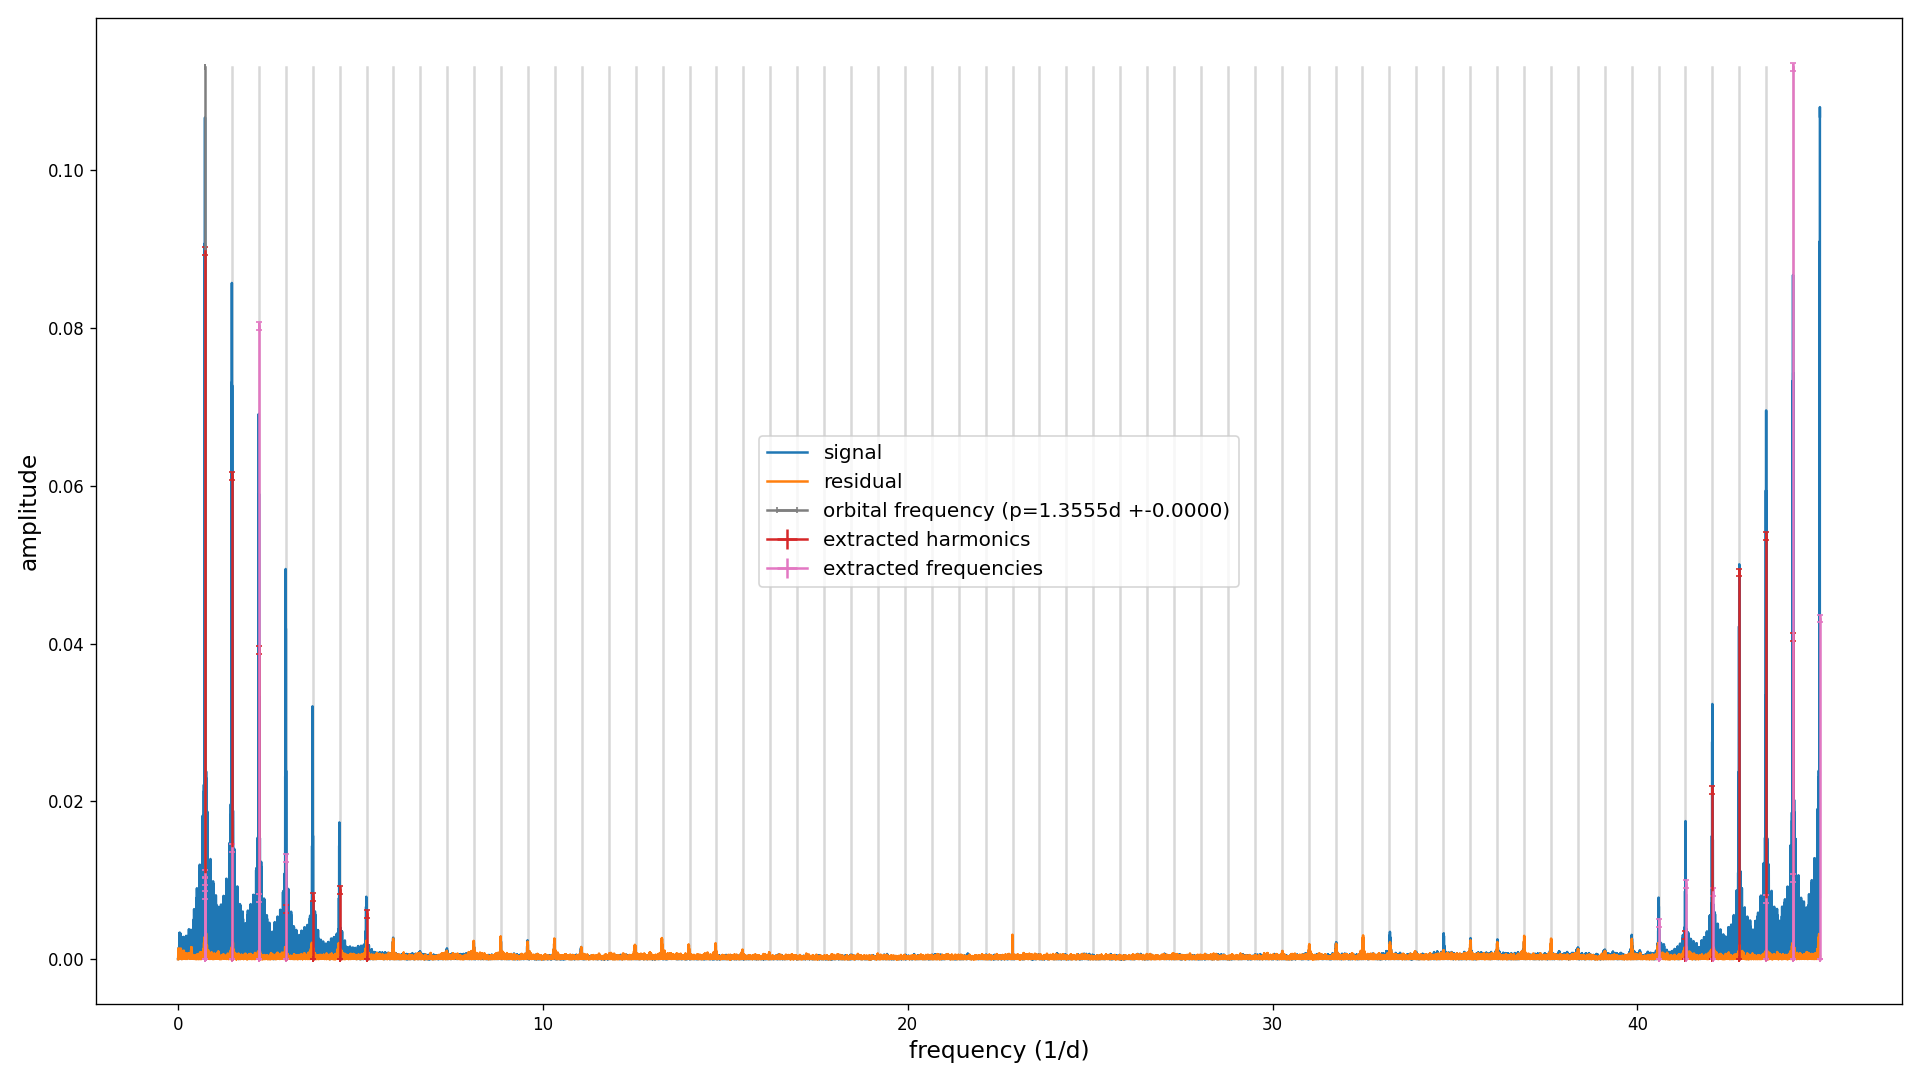 amplitude
0.10
0.08
0.06
0.04
0.02
0.00
signal
residual
orbital frequency (p=1.3555d +-0.0000)
extracted harmonics
extracted frequencies
0 10 20 30 40
frequency (1/d)